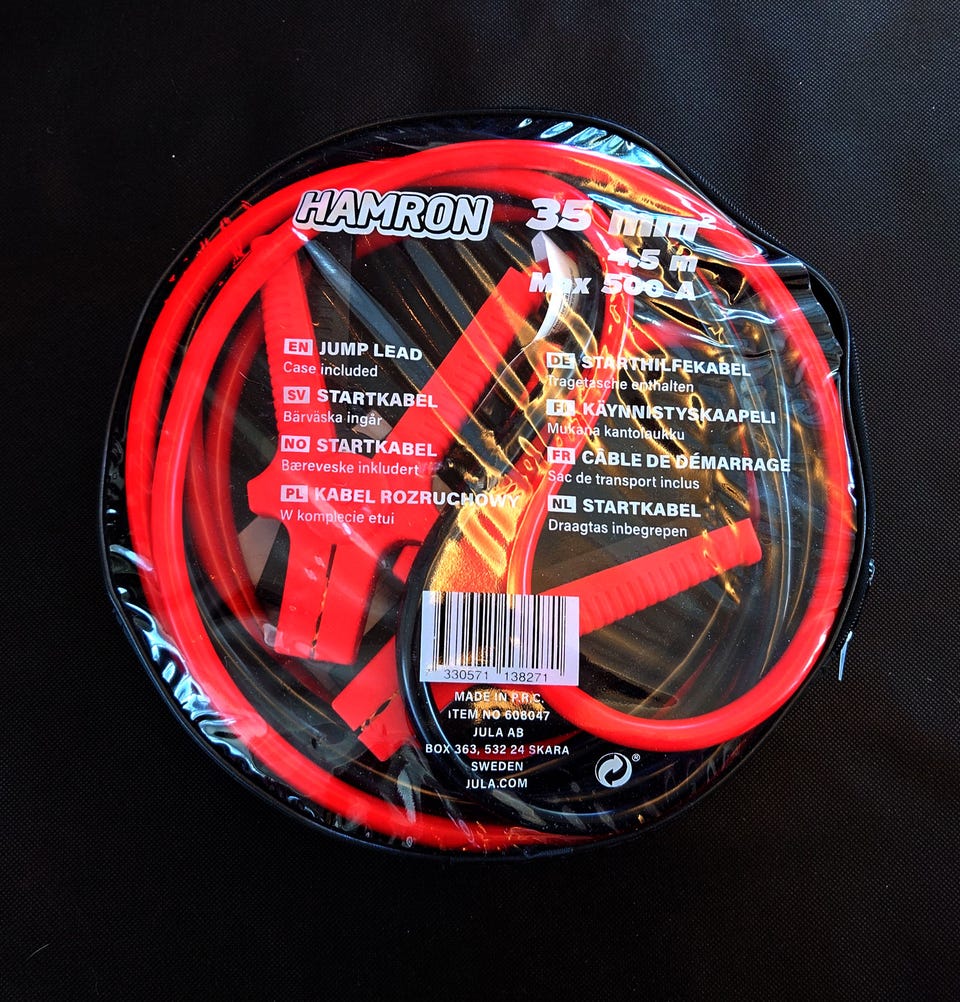 HAMRON
35 mm²
4.5 m
Max 500 A
EN JUMP LEAD
Case included
SV STARTKABEL
Bärväska ingår
NO STARTKABEL
Bæreveske inkludert
PL KABEL ROZRUCHOWY
W komplecie etui
DE STARTHILFEKABEL
Tragetasche enthalten
FI KÄYNNISTYSKAAPELI
Mukana kantolaukku
FR CÂBLE DE DÉMARRAGE
Sac de transport inclus
NL STARTKABEL
Draagtas inbegrepen
330571 138271
MADE IN P.R.C.
ITEM NO 608047
JULA AB
BOX 363, 532 24 SKARA
SWEDEN
JULA.COM
®